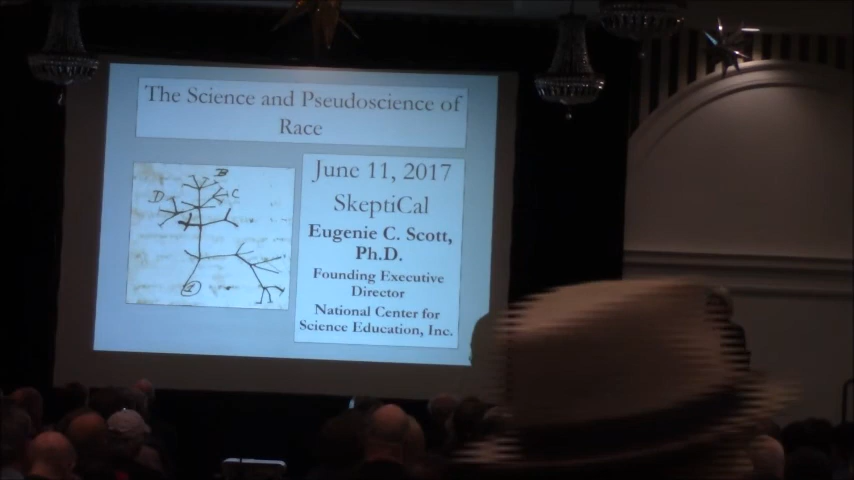 The Science and Pseudoscience of
Race
June 11, 2017
SkeptiCal
Eugenie C. Scott,
Ph.D.
Founding Executive
Director
National Center for
Science Education, Inc.
B
C
D
1